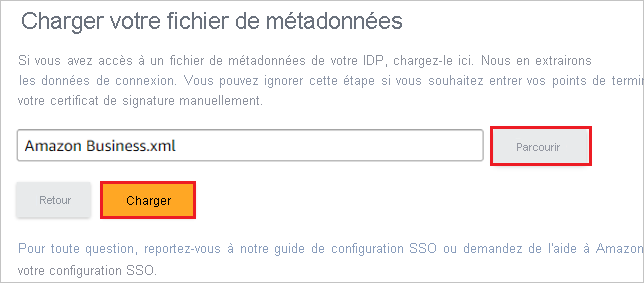 Charger votre fichier de métadonnées
Si vous avez accès à un fichier de métadonnées de votre IDP, chargez-le ici. Nous en extrairons
les données de connexion. Vous pouvez ignorer cette étape si vous souhaitez entrer vos points de termin
votre certificat de signature manuellement.
Amazon Business.xml
Parcourir
Retour
Charger
Pour toute question, reportez-vous à notre guide de configuration SSO ou demandez de l'aide à Amazon
votre configuration SSO.